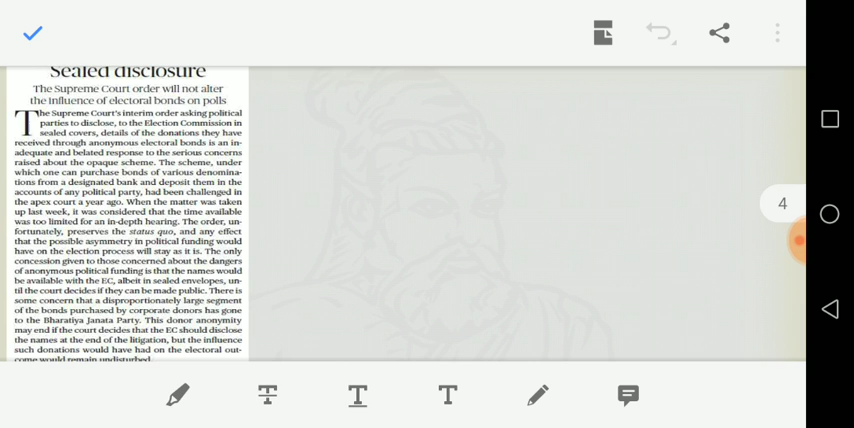 Sealed disclosure
The Supreme Court order will not alter
the influence of electoral bonds on polls
The Supreme Court's interim order asking political
parties to disclose, to the Election Commission in
sealed covers, details of the donations they have
received through anonymous electoral bonds is an in-
adequate and belated response to the serious concerns
raised about the opaque scheme. The scheme, under
which one can purchase bonds of various denomina-
tions from a designated bank and deposit them in the
accounts of any political party, had been challenged in
the apex court a year ago. When the matter was taken
up last week, it was considered that the time available
was too limited for an in-depth hearing. The order, un-
fortunately, preserves the status quo, and any effect
that the possible asymmetry in political funding would
have on the election process will stay as it is. The only
concession given to those concerned about the dangers
of anonymous political funding is that the names would
be available with the EC, albeit in sealed envelopes, un-
til the court decides if they can be made public. There is
some concern that a disproportionately large segment
of the bonds purchased by corporate donors has gone
to the Bharatiya Janata Party. This donor anonymity
may end if the court decides that the EC should disclose
the names at the end of the litigation, but the influence
such donations would have had on the electoral out-
come would remain undisturbed.
4
T
T
T